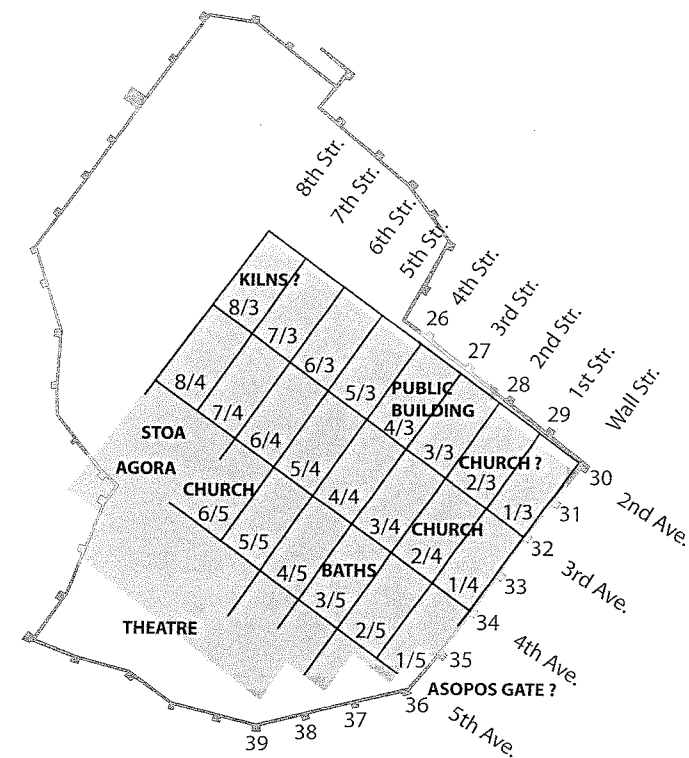 8th Str.
7th Str.
6th Str.
5th Str.
4th Str.
3rd Str.
2nd Str.
1st Str.
Wall Str.
26
27
28
29
30
31
32
33
34
35
36
37
38
39
2nd Ave.
3rd Ave.
4th Ave.
5th Ave.
KILNS ?
8/3
7/3
6/3
5/3
PUBLIC
BUILDING
4/3
3/3
CHURCH ?
2/3
1/3
8/4
7/4
6/4
5/4
4/4
3/4
CHURCH
2/4
1/4
STOA
AGORA
CHURCH
6/5
5/5
4/5
BATHS
3/5
2/5
1/5
THEATRE
ASOPOS GATE ?